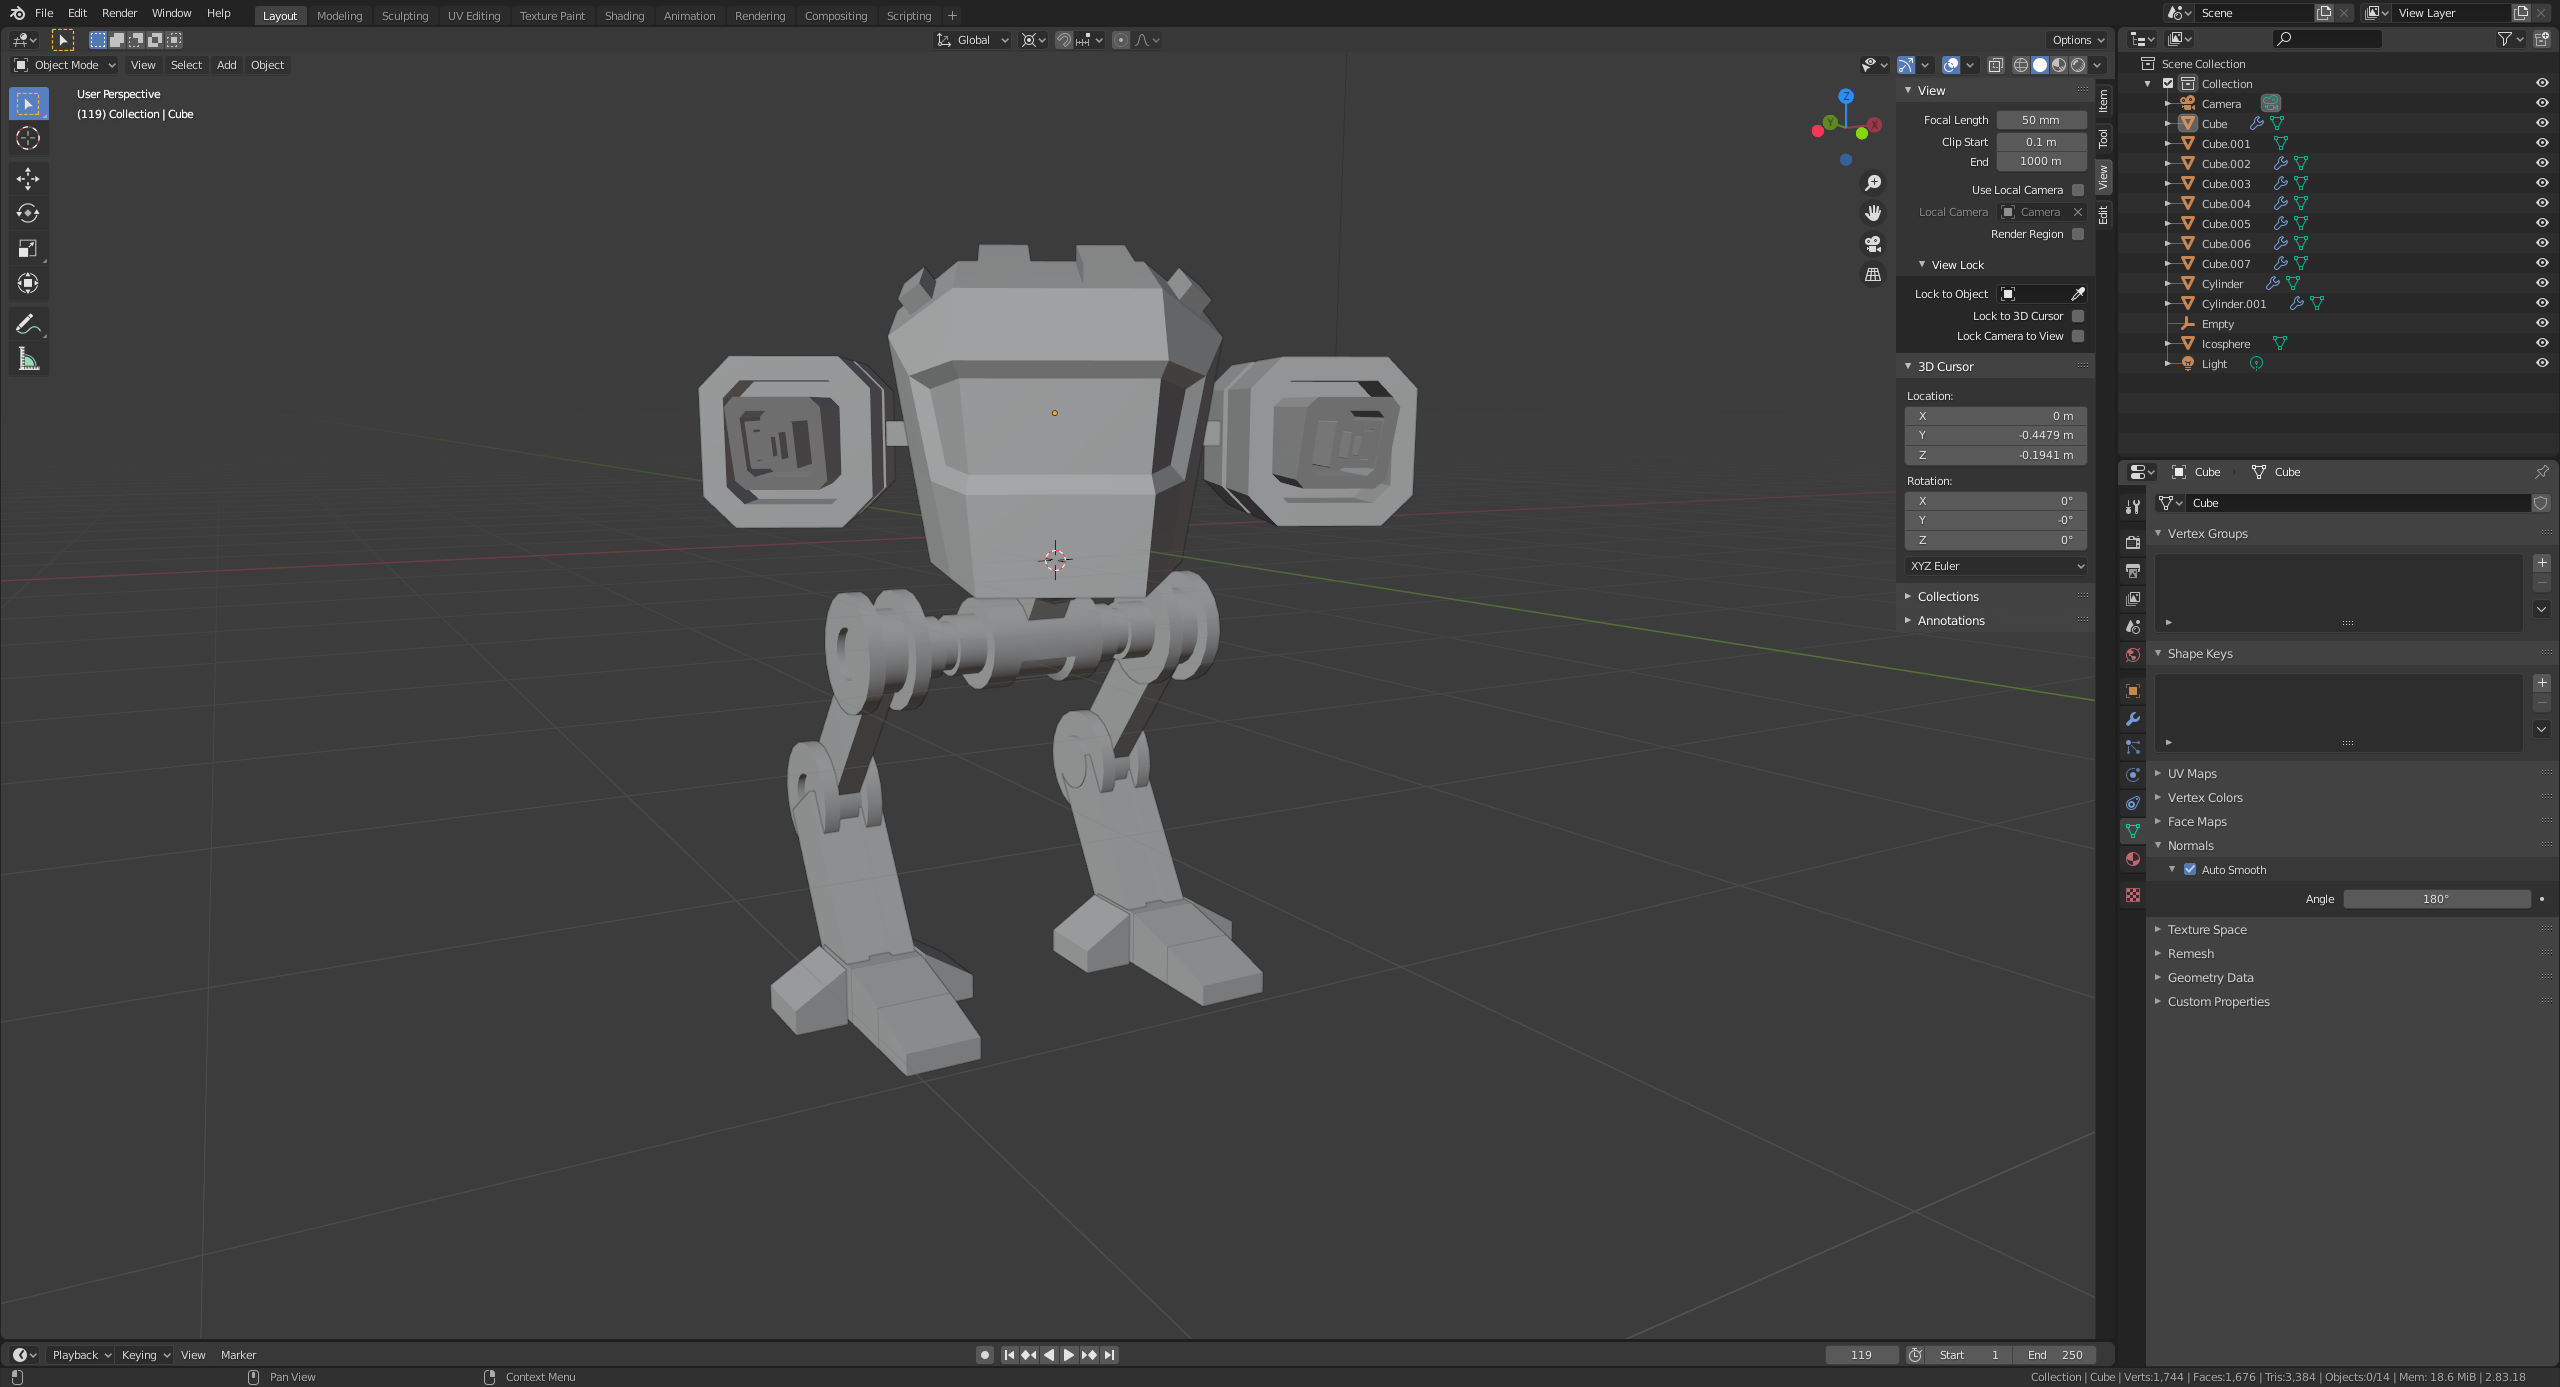 File Edit Render Window Help Layout Modeling Sculpting UV Editing Texture Paint Shading Animation Rendering Compositing Scripting + Scene View Layer
Global Options
Object Mode View Select Add Object
User Perspective
(119) Collection | Cube
Z
Y X
View
Focal Length 50 mm
Clip Start 0.1 m
End 1000 m
Use Local Camera
Local Camera Camera
Render Region
View Lock
Lock to Object
Lock to 3D Cursor
Lock Camera to View
3D Cursor
Location:
X 0 m
Y -0.4479 m
Z -0.1941 m
Rotation:
X 0°
Y -0°
Z 0°
XYZ Euler
Collections
Annotations
Item
Tool
View
Edit
Scene Collection
Collection
Camera
Cube
Cube.001
Cube.002
Cube.003
Cube.004
Cube.005
Cube.006
Cube.007
Cylinder
Cylinder.001
Empty
Icosphere
Light
Cube Cube
Cube
Vertex Groups
Shape Keys
UV Maps
Vertex Colors
Face Maps
Normals
Auto Smooth
Angle 180°
Texture Space
Remesh
Geometry Data
Custom Properties
Playback Keying View Marker 119 Start 1 End 250
Pan View Context Menu Collection | Cube | Verts:1,744 | Faces:1,676 | Tris:3,384 | Objects:0/14 | Mem: 18.6 MiB | 2.83.18